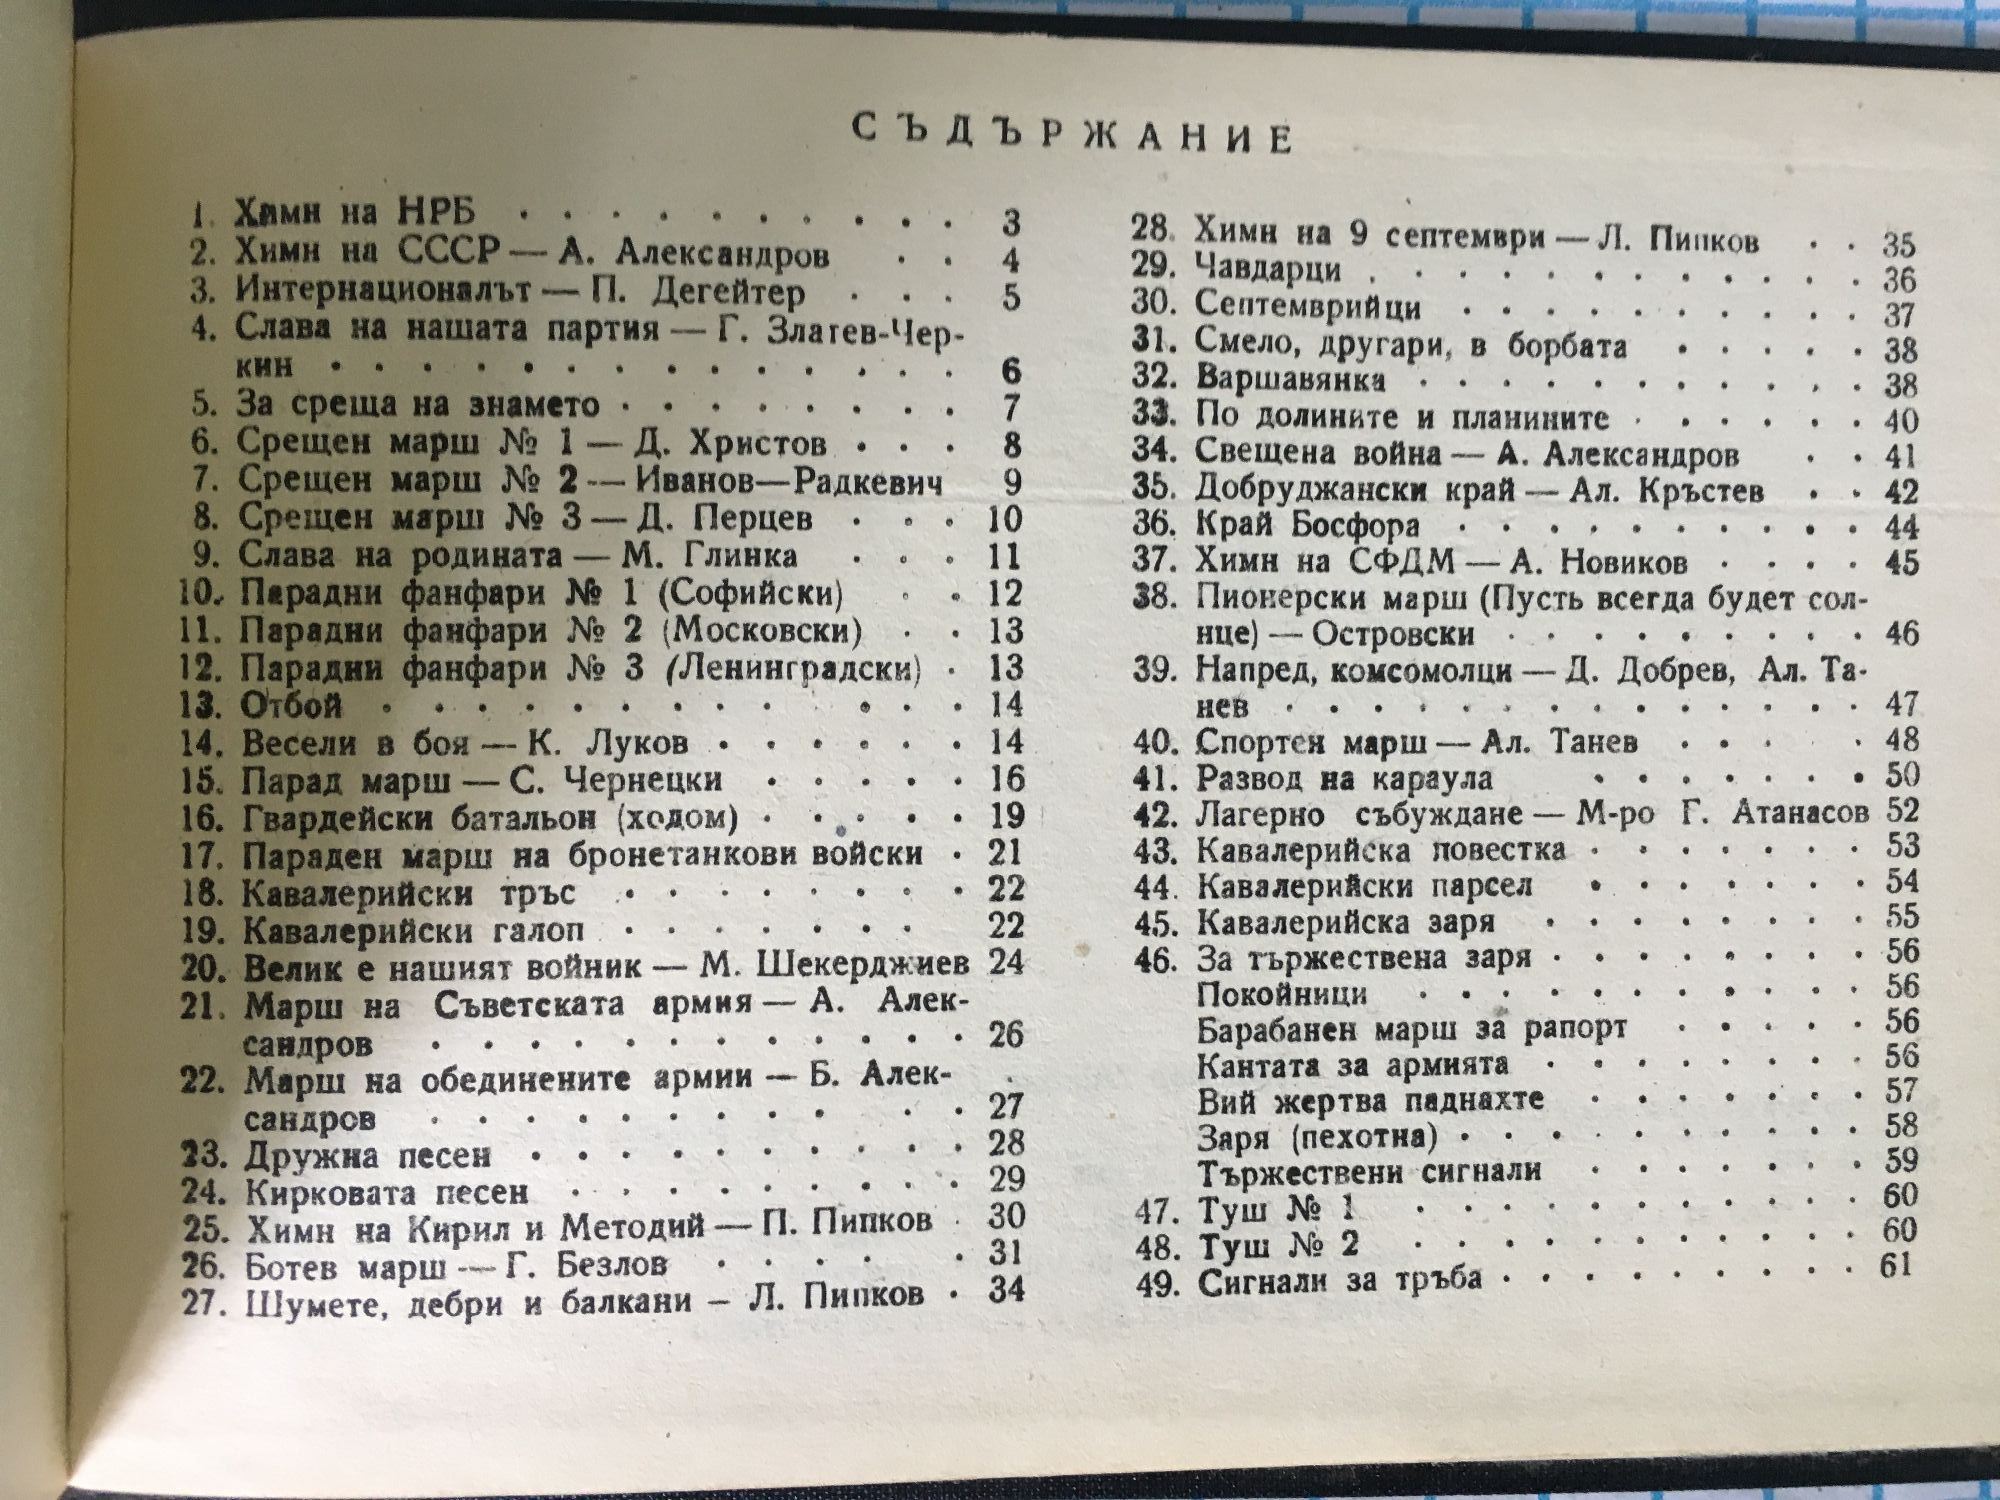 СЪДЪРЖАНИЕ
1. Химн на НРБ . . . . . . . . . . 3
2. Химн на СССР — А. Александров . . 4
3. Интернационалът — П. Дегейтер . . . 5
4. Слава на нашата партия — Г. Златев-Чер-
кин . . . . . . . . . . . . . . 6
5. За среща на знамето . . . . . . . . 7
6. Срещен марш № 1 — Д. Христов . . . 8
7. Срещен марш № 2 — Иванов—Радкевич 9
8. Срещен марш № 3 — Д. Перцев . . . 10
9. Слава на родината — М. Глинка . . . 11
10. Парадни фанфари № 1 (Софийски) . . 12
11. Парадни фанфари № 2 (Московски) . . 13
12. Парадни фанфари № 3 (Ленинградски) . 13
13. Отбой . . . . . . . . . . . . . 14
14. Весели в боя — К. Луков . . . . . . 14
15. Парад марш — С. Чернецки . . . . . 16
16. Гвардейски батальон (ходом) . . . . . 19
17. Параден марш на бронетанкови войски . 21
18. Кавалерийски тръс . . . . . . . . 22
19. Кавалерийски галоп . . . . . . . 22
20. Велик е нашият войник — М. Шекерджиев 24
21. Марш на Съветската армия — А. Алек-
сандров . . . . . . . . . . . . 26
22. Марш на обединените армии — Б. Алек-
сандров . . . . . . . . . . . 27
23. Дружна песен . . . . . . . . . . 28
24. Кирковата песен . . . . . . . . . 29
25. Химн на Кирил и Методий — П. Пипков . 30
26. Ботев марш — Г. Безлов . . . . . 31
27. Шумете, дебри и балкани – Л. Пипков . 34
28. Химн на 9 септември — Л. Пипков . . 35
29. Чавдарци . . . . . . . . . . . . 36
30. Септемврийци . . . . . . . . . . 37
31. Смело, другари, в борбата . . . . . 38
32. Варшавянка . . . . . . . . . . . 38
33. По долините и планините . . . . . . 40
34. Свещена война — А. Александров . . 41
35. Добруджански край — Ал. Кръстев . . 42
36. Край Босфора . . . . . . . . . . 44
37. Химн на СФДМ — А. Новиков . . . . 45
38. Пионерски марш (Пусть всегда будет сол-
нце) — Островски . . . . . . . . . 46
39. Напред, комсомолци — Д. Добрев, Ал. Та-
нев . . . . . . . . . . . . . . 47
40. Спортен марш — Ал. Танев . . . . 48
41. Развод на караула . . . . . . . 50
42. Лагерно събуждане — М-ро Г. Атанасов 52
43. Кавалерийска повестка . . . . . . . 53
44. Кавалерийски парсел . . . . . . . 54
45. Кавалерийска заря . . . . . . . . 55
46. За тържествена заря . . . . . . . . 56
Покойници . . . . . . . . . . . 56
Барабанен марш за рапорт . . . . . 56
Кантата за армията . . . . . . . . 56
Вий жертва паднахте . . . . . . . 57
Заря (пехотна) . . . . . . . . . . 58
Тържествени сигнали . . . . . . . 59
47. Туш № 1 . . . . . . . . . . . 60
48. Туш № 2 . . . . . . . . . . . 60
49. Сигнали за тръба . . . . . . . . . 61